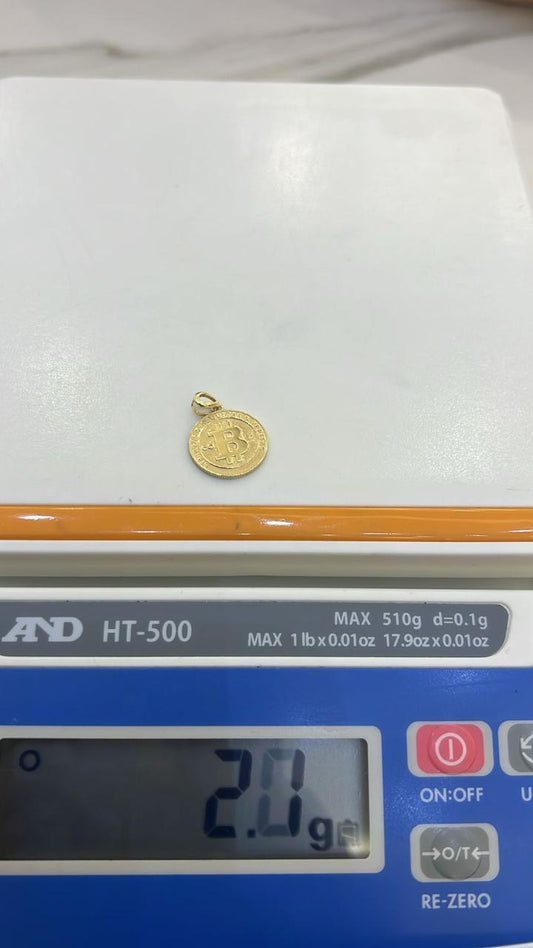 B
AND HT-500
MAX 510g d=0.1g
MAX 1lb x 0.01oz 17.9oz x 0.01oz
2.0 g
ON:OFF
U
→O/T←
RE-ZERO